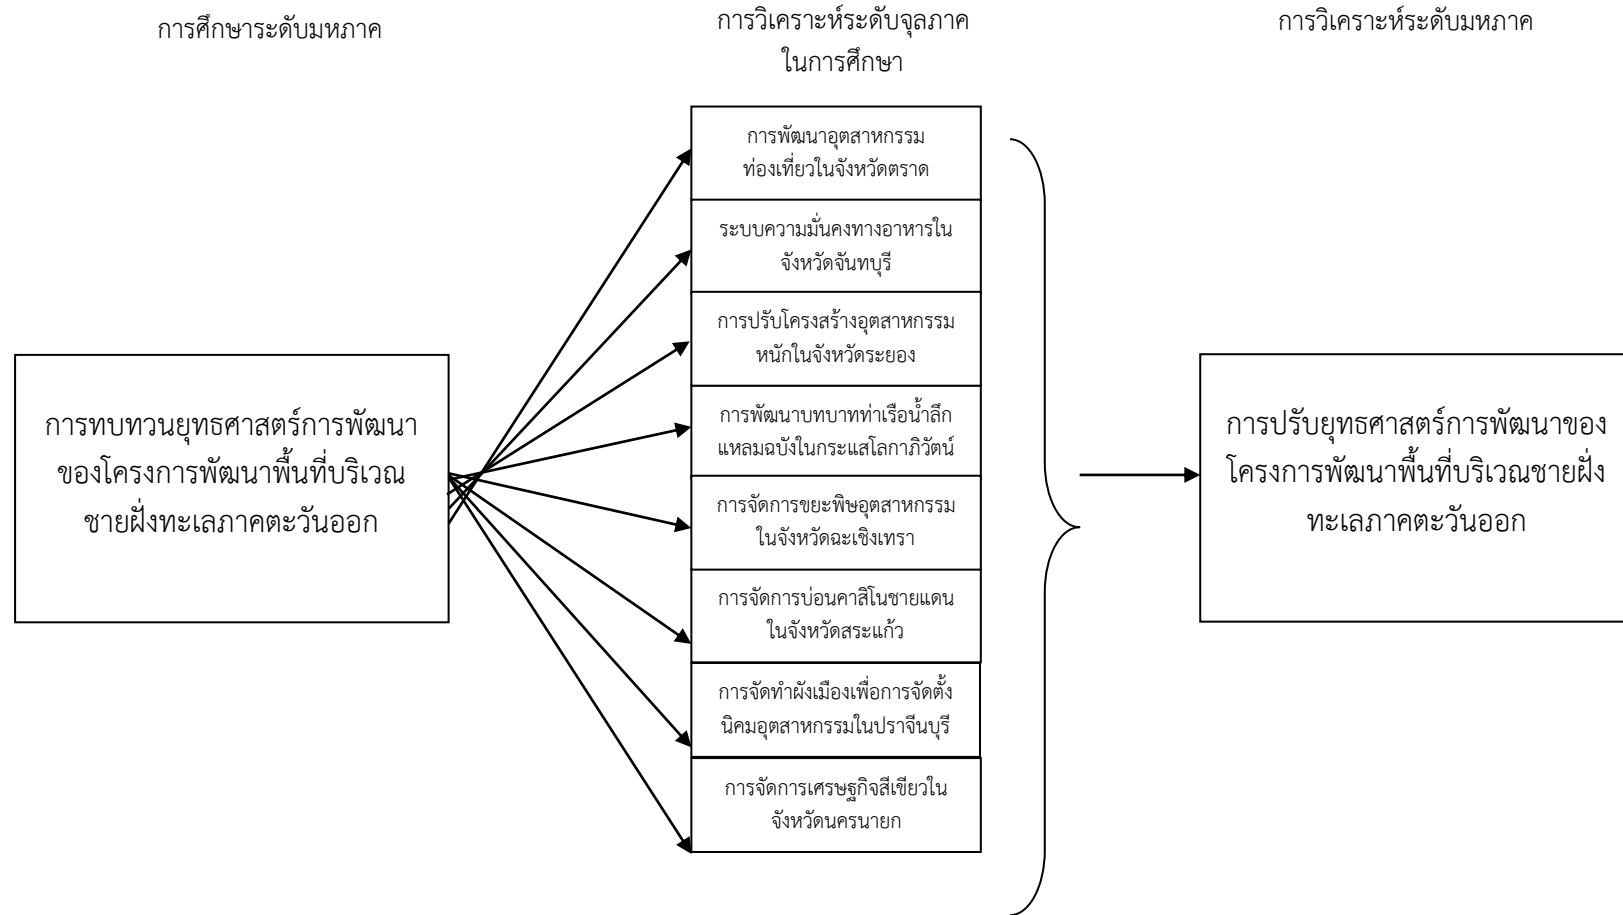 การศึกษาระดับมหภาค
การวิเคราะห์ระดับจุลภาค
ในการศึกษา
การวิเคราะห์ระดับมหภาค
การทบทวนยุทธศาสตร์การพัฒนา
ของโครงการพัฒนาพื้นที่บริเวณ
ชายฝั่งทะเลภาคตะวันออก
การพัฒนาอุตสาหกรรม
ท่องเที่ยวในจังหวัดตราด
ระบบความมั่นคงทางอาหารใน
จังหวัดจันทบุรี
การปรับโครงสร้างอุตสาหกรรม
หนักในจังหวัดระยอง
การพัฒนาบทบาทท่าเรือน้ำลึก
แหลมฉบังในกระแสโลกาภิวัตน์
การจัดการขยะพิษอุตสาหกรรม
ในจังหวัดฉะเชิงเทรา
การจัดการบ่อนคาสิโนชายแดน
ในจังหวัดสระแก้ว
การจัดทำผังเมืองเพื่อการจัดตั้ง
นิคมอุตสาหกรรมในปราจีนบุรี
การจัดการเศรษฐกิจสีเขียวใน
จังหวัดนครนายก
การปรับยุทธศาสตร์การพัฒนาของ
โครงการพัฒนาพื้นที่บริเวณชายฝั่ง
ทะเลภาคตะวันออก